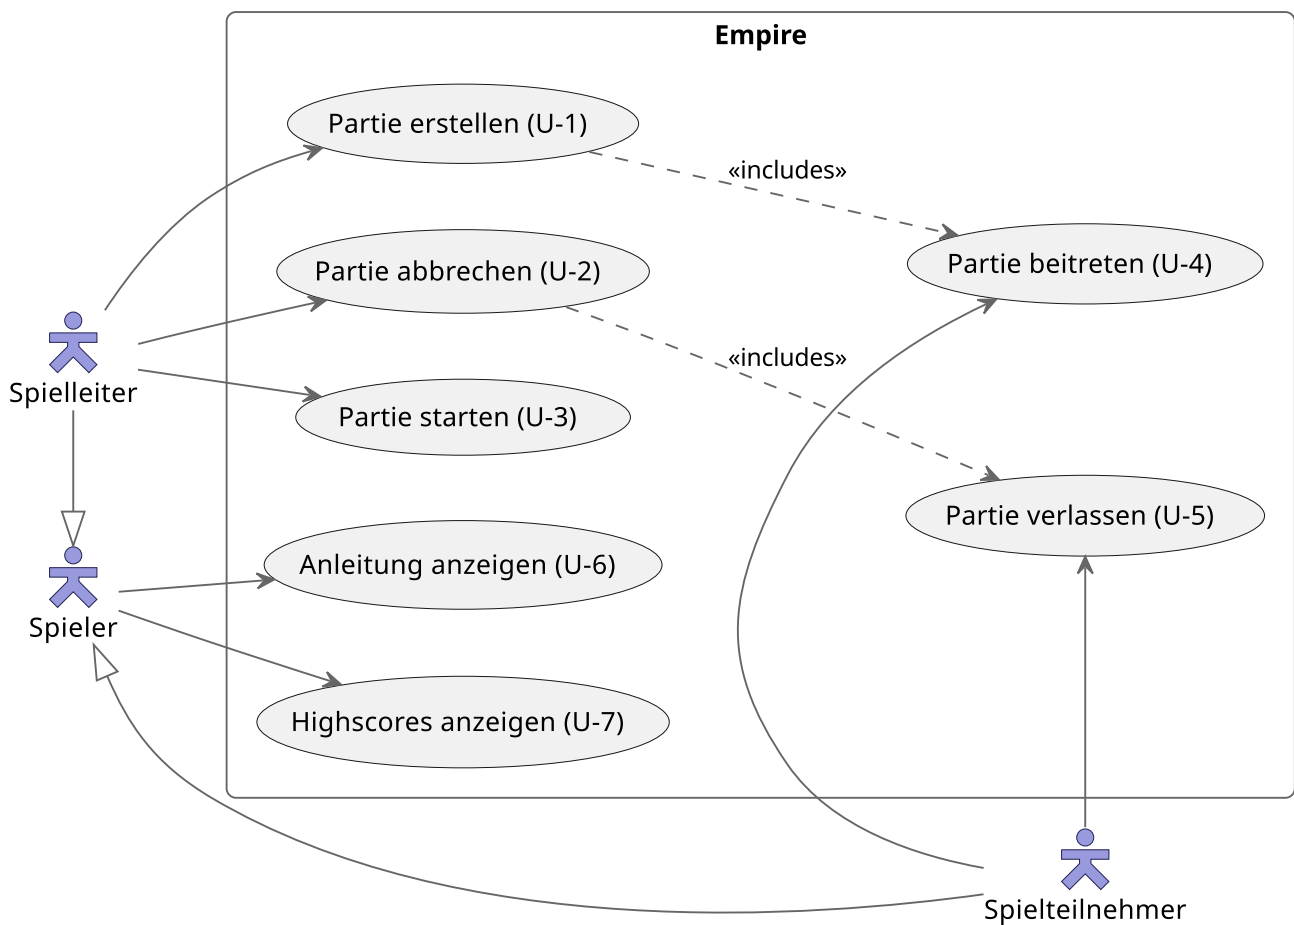 Empire
Partie erstellen (U-1)
«includes»
Partie abbrechen (U-2)
Partie beitreten (U-4)
«includes»
Spielleiter
Partie starten (U-3)
Partie verlassen (U-5)
Anleitung anzeigen (U-6)
Spieler
Highscores anzeigen (U-7)
Spielteilnehmer